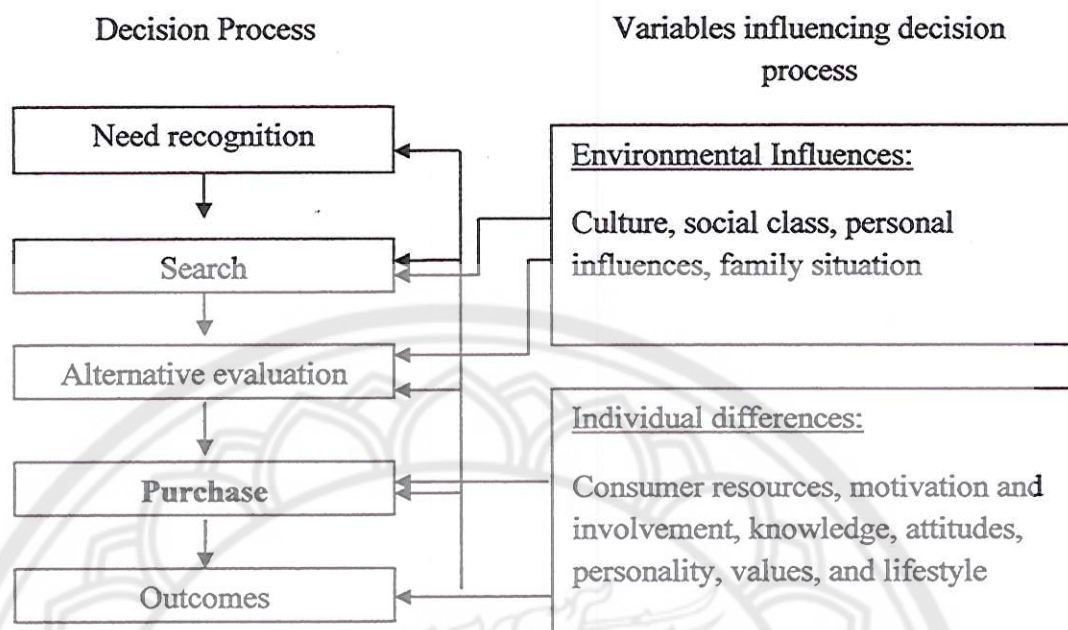 Decision Process
Variables influencing decision
process
Need recognition
Search
Alternative evaluation
Purchase
Outcomes
Environmental Influences:
Culture, social class, personal
influences, family situation
Individual differences:
Consumer resources, motivation and
involvement, knowledge, attitudes,
personality, values, and lifestyle